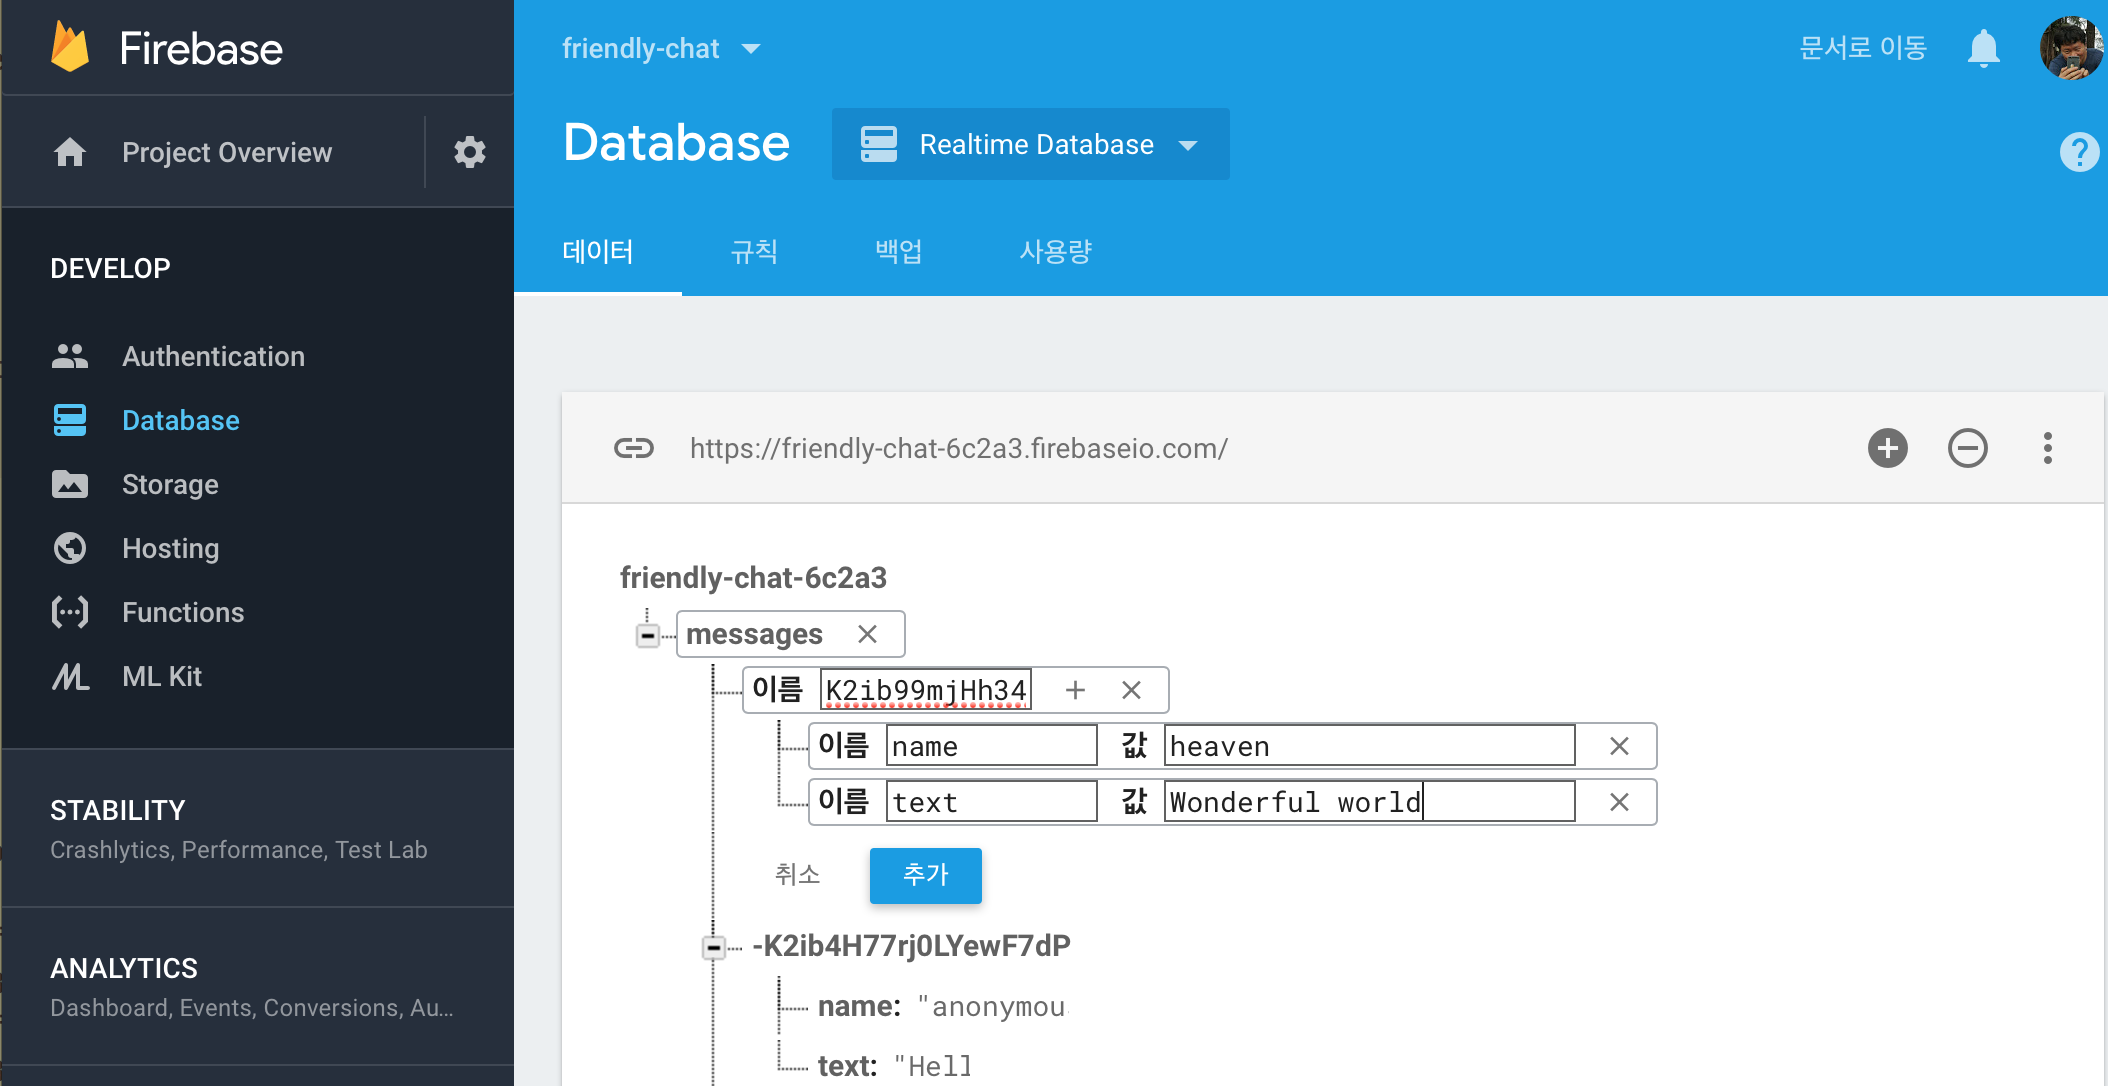 Firebase
friendly-chat
문서로 이동
Project Overview
Database
Realtime Database
데이터
규칙
백업
사용량
DEVELOP
Authentication
Database
Storage
Hosting
Functions
ML Kit
STABILITY
Crashlytics, Performance, Test Lab
ANALYTICS
Dashboard, Events, Conversions, Au...
https://friendly-chat-6c2a3.firebaseio.com/
friendly-chat-6c2a3
messages
이름 K2ib99mjHh34
이름 name 값 heaven
이름 text 값 Wonderful world
취소 추가
-K2ib4H77rj0LYewF7dP
name: "anonymou
text: "Hell